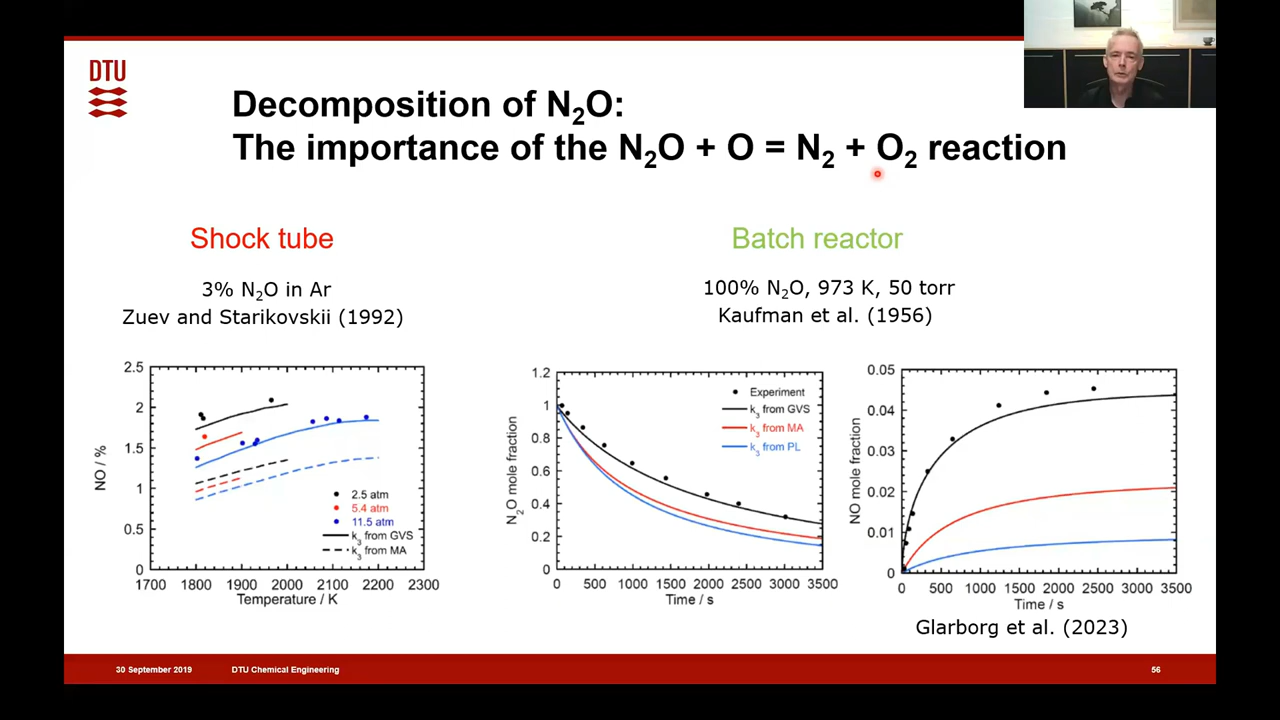 DTU
Decomposition of N₂O:
The importance of the N₂O + O = N₂ + O₂ reaction
Shock tube
3% N₂O in Ar
Zuev and Starikovskii (1992)
2.5
2
1.5
1
0.5
0
NO / %
1700 1800 1900 2000 2100 2200 2300
Temperature / K
2.5 atm
5.4 atm
11.5 atm
k₃ from GVS
k₃ from MA
Batch reactor
100% N₂O, 973 K, 50 torr
Kaufman et al. (1956)
1.2
1
0.8
0.6
0.4
0.2
0
N₂O mole fraction
0 500 1000 1500 2000 2500 3000 3500
Time / s
Experiment
k₃ from GVS
k₃ from MA
k₃ from PL
0.05
0.04
0.03
0.02
0.01
0
NO mole fraction
0 500 1000 1500 2000 2500 3000 3500
Time / s
Glarborg et al. (2023)
30 September 2019 DTU Chemical Engineering 56